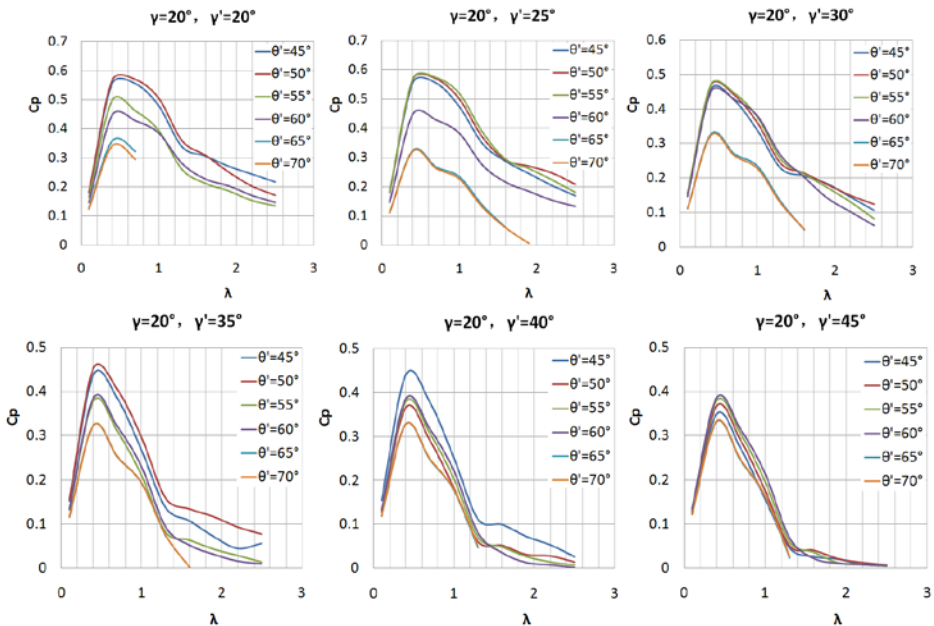 γ=20°, γ'=20°
0.7
0.6
0.5
0.4
0.3
0.2
0.1
0
Cp
0 1 2 3
λ
θ'=45°
θ'=50°
θ'=55°
θ'=60°
θ'=65°
θ'=70°
γ=20°, γ'=25°
0.7
0.6
0.5
0.4
0.3
0.2
0.1
0
Cp
0 1 2 3
λ
θ'=45°
θ'=50°
θ'=55°
θ'=60°
θ'=65°
θ'=70°
γ=20°, γ'=30°
0.6
0.5
0.4
0.3
0.2
0.1
0
Cp
0 1 2 3
λ
θ'=45°
θ'=50°
θ'=55°
θ'=60°
θ'=65°
θ'=70°
γ=20°, γ'=35°
0.5
0.4
0.3
0.2
0.1
0
Cp
0 1 2 3
λ
θ'=45°
θ'=50°
θ'=55°
θ'=60°
θ'=65°
θ'=70°
γ=20°, γ'=40°
0.5
0.4
0.3
0.2
0.1
0
Cp
0 1 2 3
λ
θ'=45°
θ'=50°
θ'=55°
θ'=60°
θ'=65°
θ'=70°
γ=20°, γ'=45°
0.5
0.4
0.3
0.2
0.1
0
Cp
0 1 2 3
λ
θ'=45°
θ'=50°
θ'=55°
θ'=60°
θ'=65°
θ'=70°